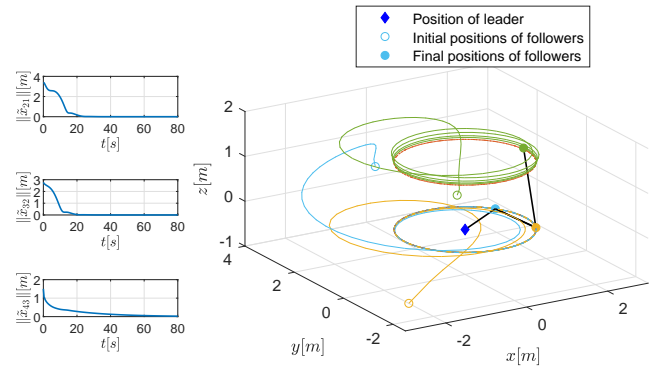 Position of leader
Initial positions of followers
Final positions of followers
‖x̃₂₁‖[m]
4
2
0
0 20 40 60 80
t[s]
‖x̃₃₂‖[m]
3
2
1
0
0 20 40 60 80
t[s]
‖x̃₄₃‖[m]
2
1
0
0 20 40 60 80
t[s]
z[m]
2
1
0
-1
4
2
0
-2
y[m]
-2
0
2
x[m]